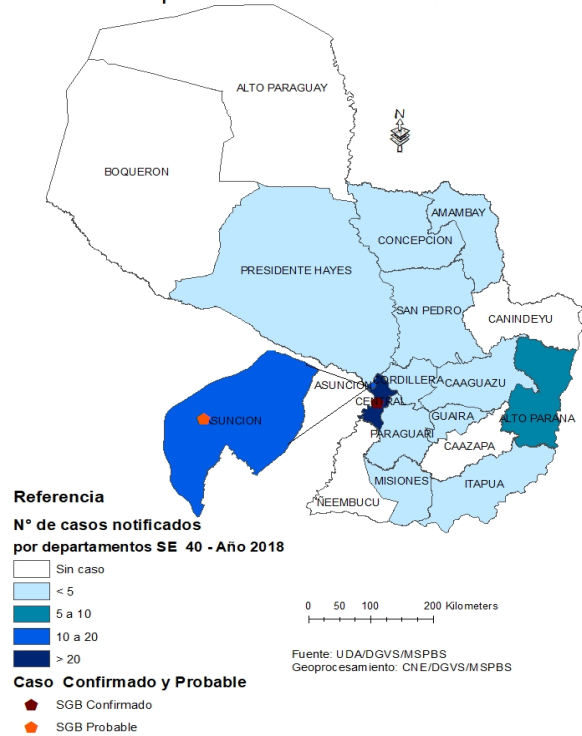 ALTO PARAGUAY
N
BOQUERON
AMAMBAY
CONCEPCION
PRESIDENTE HAYES
SAN PEDRO
CANINDEYU
ASUNCION
CORDILLERA
CAAGUAZU
CENTRAL
SUNCION
GUAIRA
ALTO PARANA
PARAGUARI
CAAZAPA
MISIONES
ITAPUA
ÑEEMBUCU
Referencia
N° de casos notificados
por departamentos SE 40 - Año 2018
Sin caso
< 5
5 a 10
10 a 20
> 20
0 50 100 200 Kilometers
Fuente: UDA/DGVS/MSPBS
Geoprocesamiento: CNE/DGVS/MSPBS
Caso Confirmado y Probable
SGB Confirmado
SGB Probable